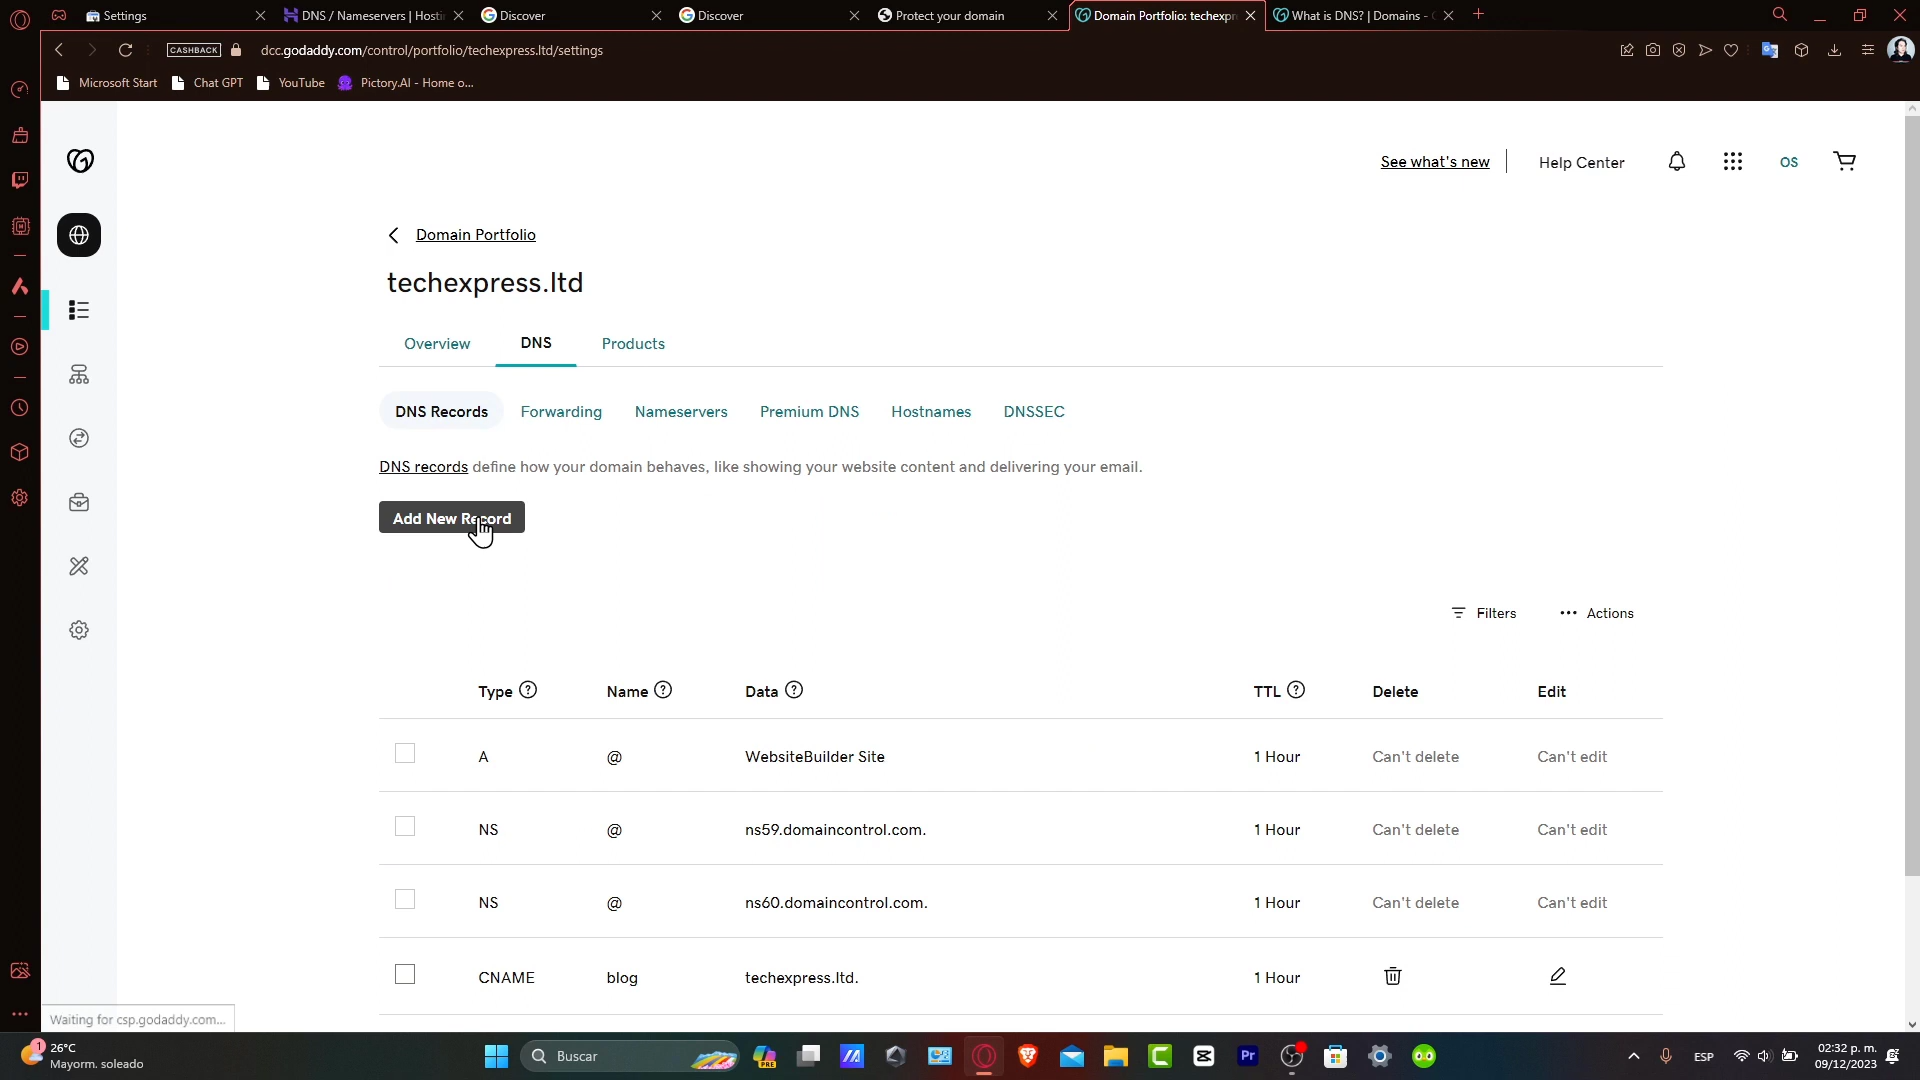 Settings
DNS / Nameservers | Hosti
Discover
Discover
Protect your domain
Domain Portfolio: techexpr
What is DNS? | Domains -
CASHBACK
dcc.godaddy.com/control/portfolio/techexpress.ltd/settings
Microsoft Start
Chat GPT
YouTube
Pictory.AI - Home o...
See what's new
Help Center
OS
Domain Portfolio
techexpress.ltd
Overview
DNS
Products
DNS Records
Forwarding
Nameservers
Premium DNS
Hostnames
DNSSEC
DNS records define how your domain behaves, like showing your website content and delivering your email.
Add New Record
Filters
Actions
Type ?
Name ?
Data ?
TTL ?
Delete
Edit
A
@
WebsiteBuilder Site
1 Hour
Can't delete
Can't edit
NS
@
ns59.domaincontrol.com.
1 Hour
Can't delete
Can't edit
NS
@
ns60.domaincontrol.com.
1 Hour
Can't delete
Can't edit
CNAME
blog
techexpress.ltd.
1 Hour
Waiting for csp.godaddy.com...
1
26°C
Mayorm. soleado
Buscar
PRE
Pr
ESP
02:32 p. m.
09/12/2023